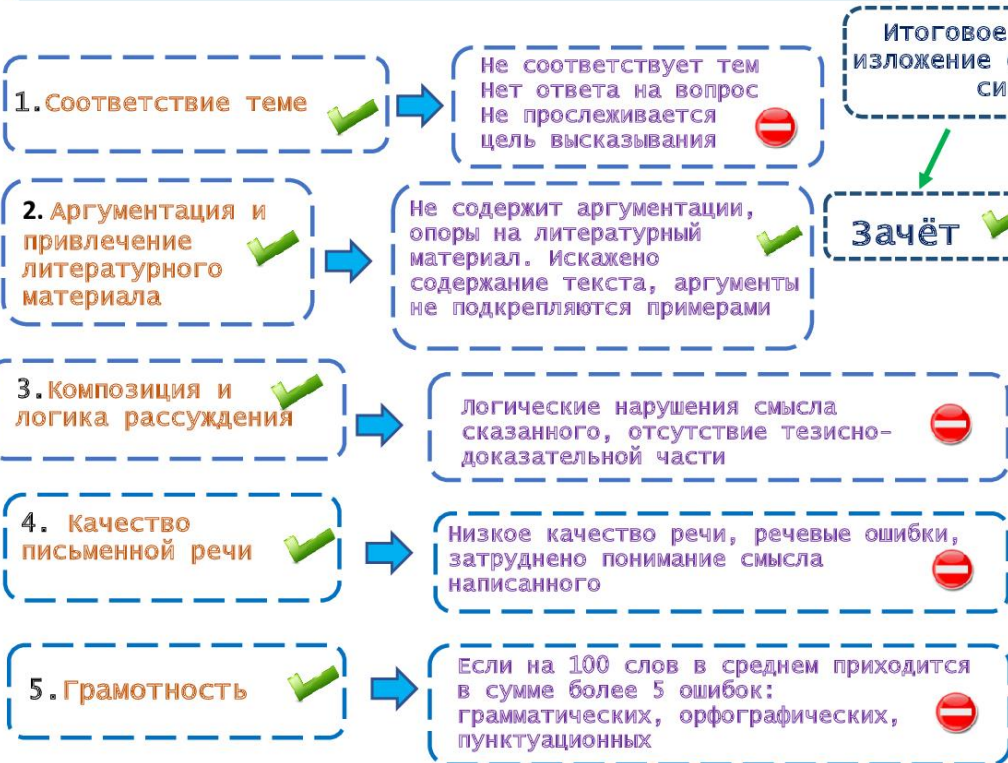 Итоговое
изложение
1.Соответствие теме
Не соответствует тем
Нет ответа на вопрос
Не прослеживается
цель высказывания
2. Аргументация и
привлечение
литературного
материала
Не содержит аргументации,
опоры на литературный
материал. Искажено
содержание текста, аргументы
не подкрепляются примерами
Зачёт
3.Композиция и
логика рассуждения
Логические нарушения смысла
сказанного, отсутствие тезисно-
доказательной части
4. Качество
письменной речи
Низкое качество речи, речевые ошибки,
затруднено понимание смысла
написанного
5.Грамотность
Если на 100 слов в среднем приходится
в сумме более 5 ошибок:
грамматических, орфографических,
пунктуационных